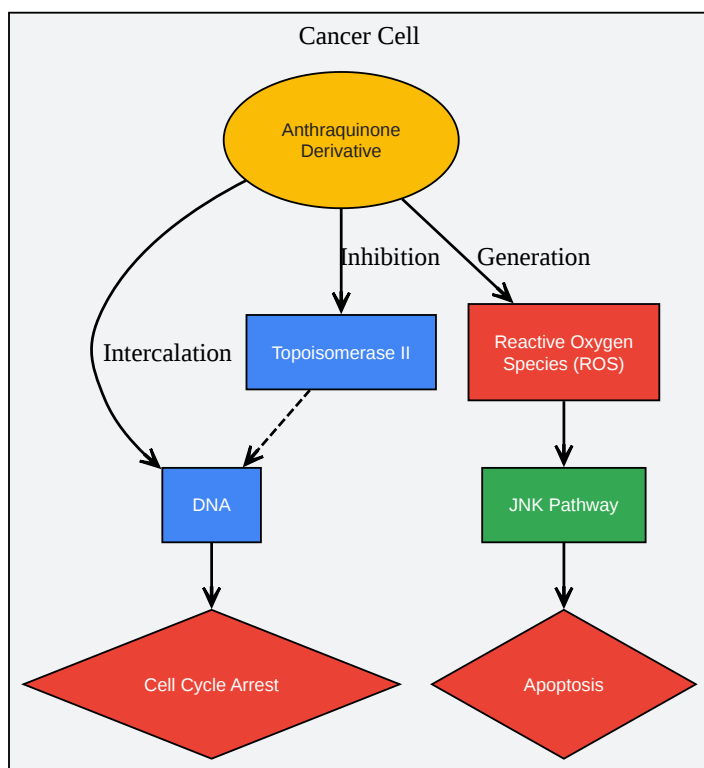 Cancer Cell
Anthraquinone
Derivative
Inhibition
Generation
Intercalation
Topoisomerase II
Reactive Oxygen
Species (ROS)
DNA
JNK Pathway
Cell Cycle Arrest
Apoptosis